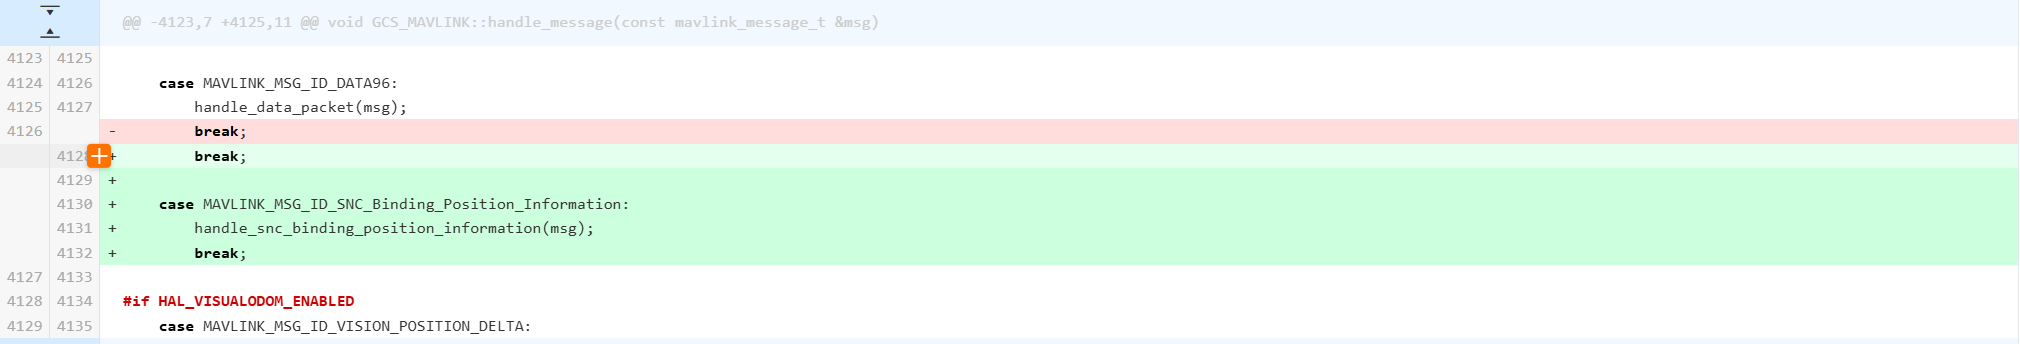 @@ -4123,7 +4125,11 @@ void GCS_MAVLINK::handle_message(const mavlink_message_t &msg)
4123 4125
4124 4126 case MAVLINK_MSG_ID_DATA96:
4125 4127 handle_data_packet(msg);
4126 - break;
412 + break;
4129 +
4130 + case MAVLINK_MSG_ID_SNC_Binding_Position_Information:
4131 + handle_snc_binding_position_information(msg);
4132 + break;
4127 4133
4128 4134 #if HAL_VISUALODOM_ENABLED
4129 4135 case MAVLINK_MSG_ID_VISION_POSITION_DELTA: